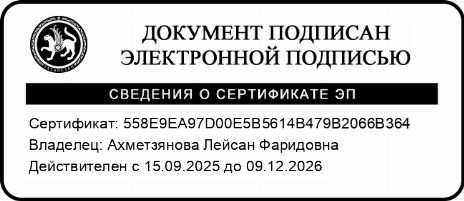 ДОКУМЕНТ ПОДПИСАН
ЭЛЕКТРОННОЙ ПОДПИСЬЮ
СВЕДЕНИЯ О СЕРТИФИКАТЕ ЭП
Сертификат: 558E9EA97D00E5B5614B479B2066B364
Владелец: Ахметзянова Лейсан Фаридовна
Действителен с 15.09.2025 до 09.12.2026